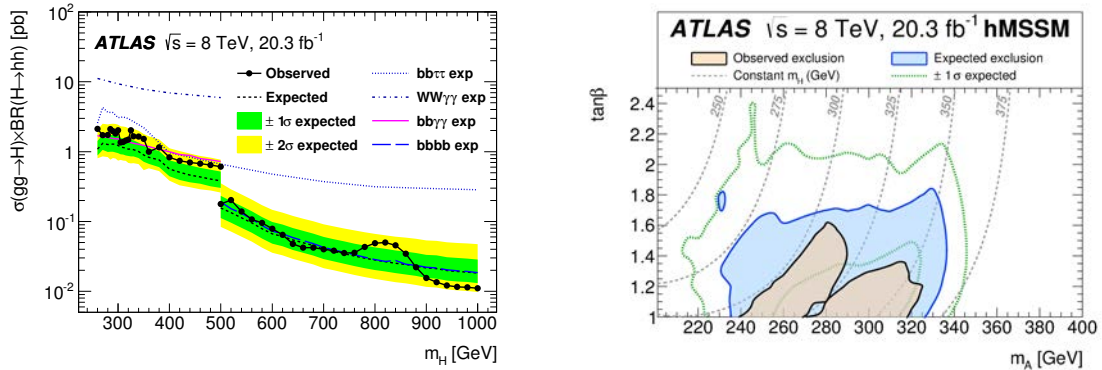 σ(gg→H)×BR(H→hh) [pb]
10²
10
1
10⁻¹
10⁻²
ATLAS √s = 8 TeV, 20.3 fb⁻¹
Observed
Expected
± 1σ expected
± 2σ expected
bbττ exp
WWγγ exp
bbγγ exp
bbbb exp
300 400 500 600 700 800 900 1000
m_H [GeV]
ATLAS √s = 8 TeV, 20.3 fb⁻¹ hMSSM
Observed exclusion
Expected exclusion
Constant m_H (GeV)
± 1σ expected
tanβ
2.4
2.2
2
1.8
1.6
1.4
1.2
1
275
300
325
350
375
220 240 260 280 300 320 340 360 380 400
m_A [GeV]